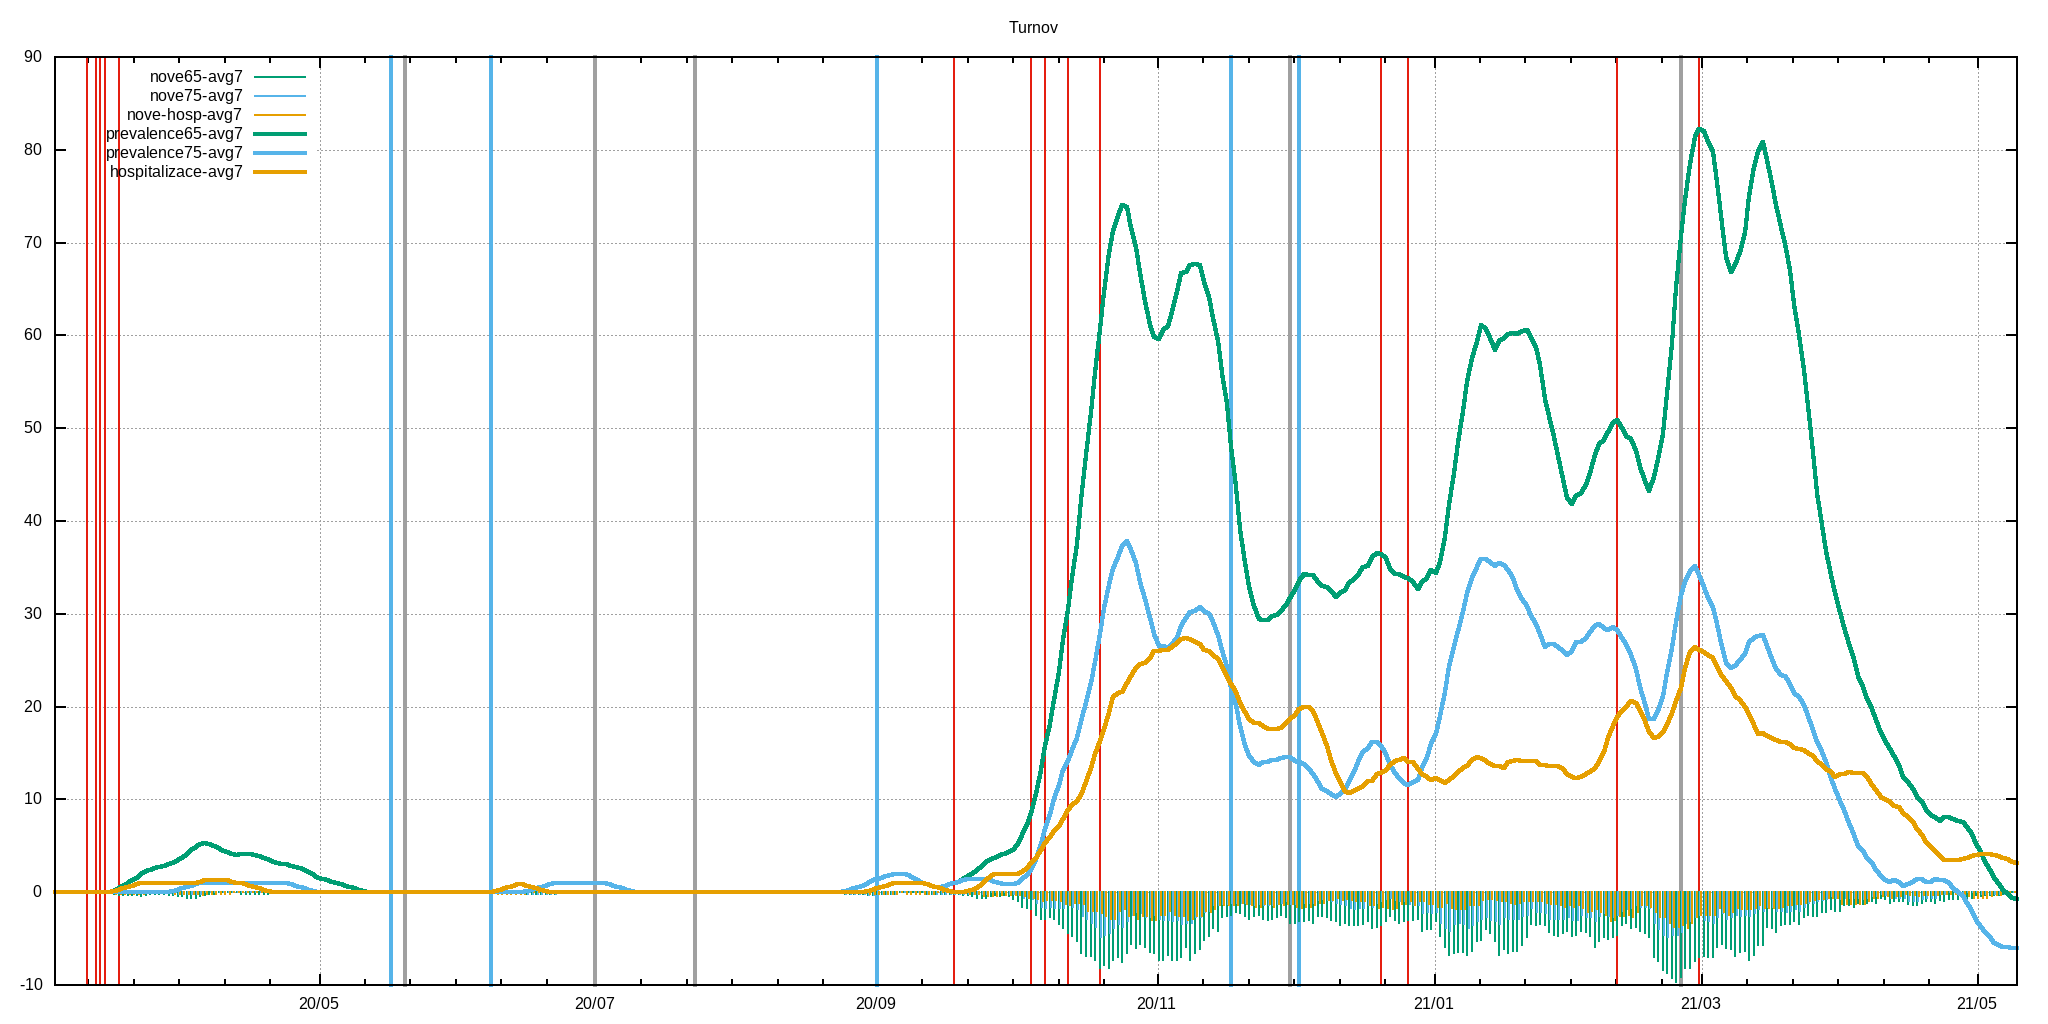 Turnov
90
80
70
60
50
40
30
20
10
0
-10
nove65-avg7
nove75-avg7
nove-hosp-avg7
prevalence65-avg7
prevalence75-avg7
hospitalizace-avg7
20/05 20/07 20/09 20/11 21/01 21/03 21/05